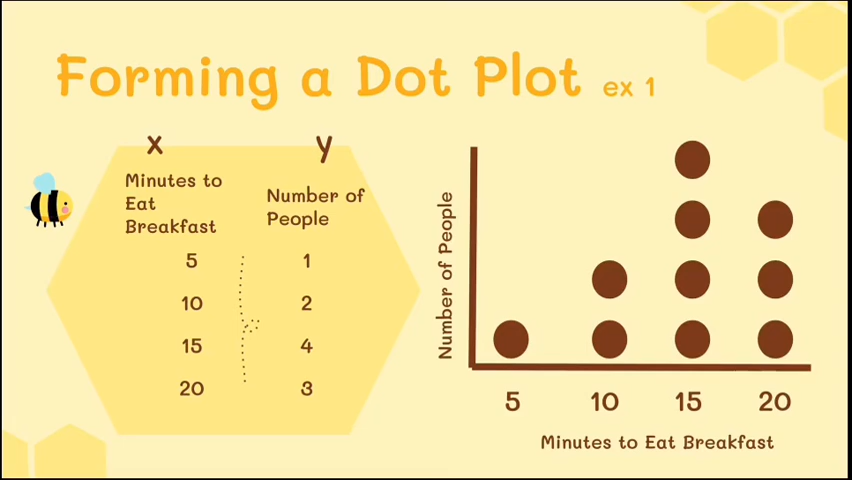 Forming a Dot Plot ex 1
x y
Minutes to
Eat
Breakfast
Number of
People
5 1
10 2
15 4
20 3
Number of People
5 10 15 20
Minutes to Eat Breakfast